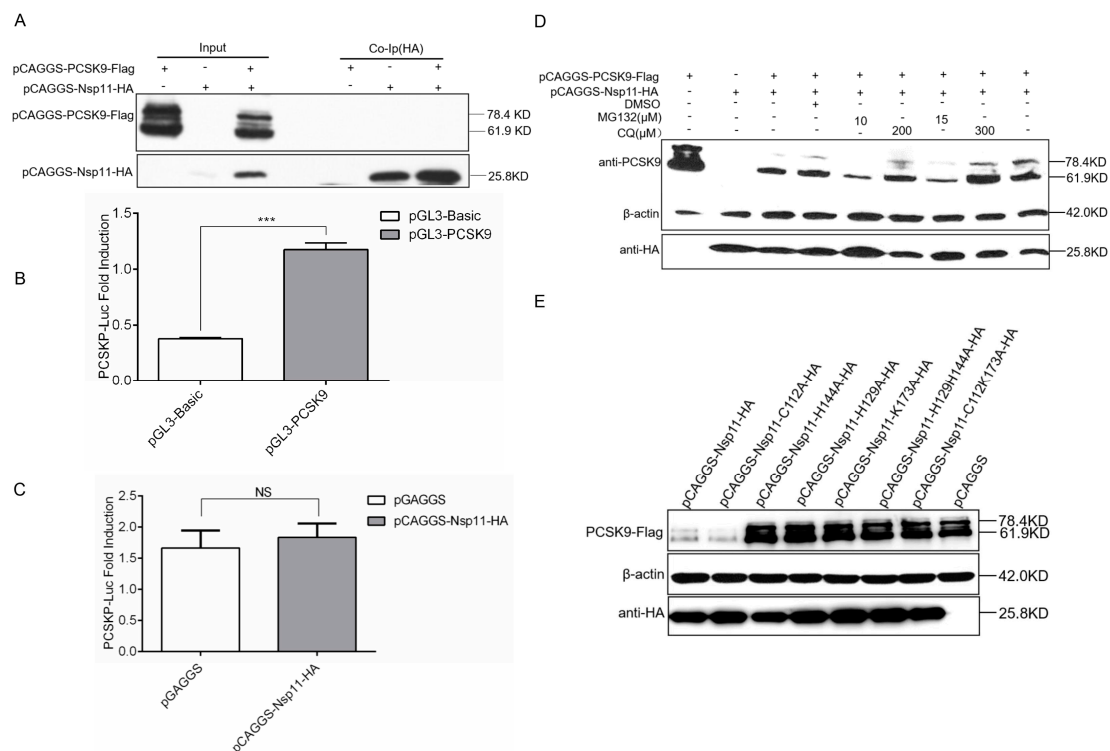 A
Input Co-Ip(HA)
pCAGGS-PCSK9-Flag + - + + - +
pCAGGS-Nsp11-HA - + + - + +
pCAGGS-PCSK9-Flag
78.4 KD
61.9 KD
pCAGGS-Nsp11-HA
25.8KD
B
PCSKP-Luc Fold Induction
1.5
1.0
0.5
0.0
***
pGL3-Basic
pGL3-PCSK9
pGL3-Basic
pGL3-PCSK9
C
PCSKP-Luc Fold Induction
2.5
2.0
1.5
1.0
0.5
0.0
NS
pGAGGS
pCAGGS-Nsp11-HA
pGAGGS
pCAGGS-Nsp11-HA
D
pCAGGS-PCSK9-Flag + - + + + + + + +
pCAGGS-Nsp11-HA - + + + + + + + +
DMSO - - - + - - - - -
MG132(μM) - - - - 10 - 15 - -
CQ(μM) - - - - - 200 - 300 -
anti-PCSK9
78.4KD
61.9KD
β-actin
42.0KD
anti-HA
25.8KD
E
pCAGGS-Nsp11-HA
pCAGGS-Nsp11-C112A-HA
pCAGGS-Nsp11-H144A-HA
pCAGGS-Nsp11-H129A-HA
pCAGGS-Nsp11-K173A-HA
pCAGGS-Nsp11-H129H144A-HA
pCAGGS-Nsp11-C112K173A-HA
pCAGGS
PCSK9-Flag
78.4KD
61.9KD
β-actin
42.0KD
anti-HA
25.8KD